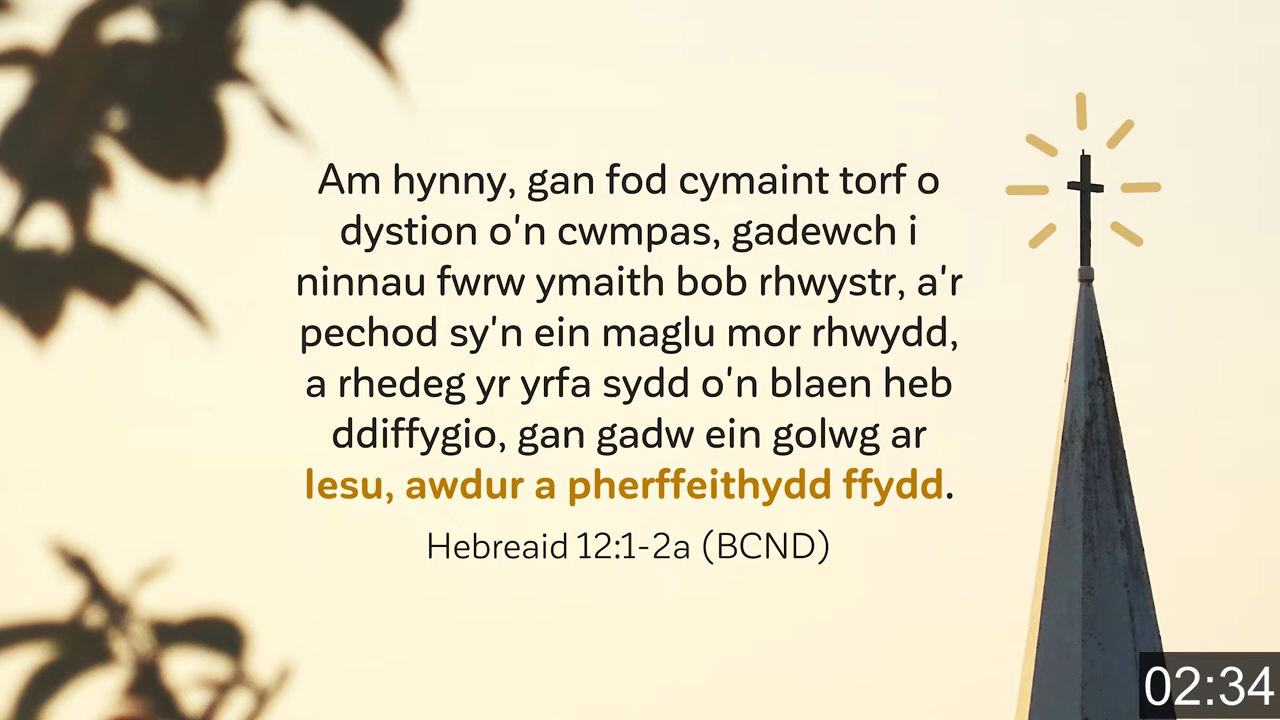 Am hynny, gan fod cymaint torf o
dystion o'n cwmpas, gadewch i
ninnau fwrw ymaith bob rhwystr, a'r
pechod sy'n ein maglu mor rhwydd,
a rhedeg yr yrfa sydd o'n blaen heb
ddiffygio, gan gadw ein golwg ar
Iesu, awdur a pherffeithydd ffydd.
Hebreaid 12:1-2a (BCND)
02:34